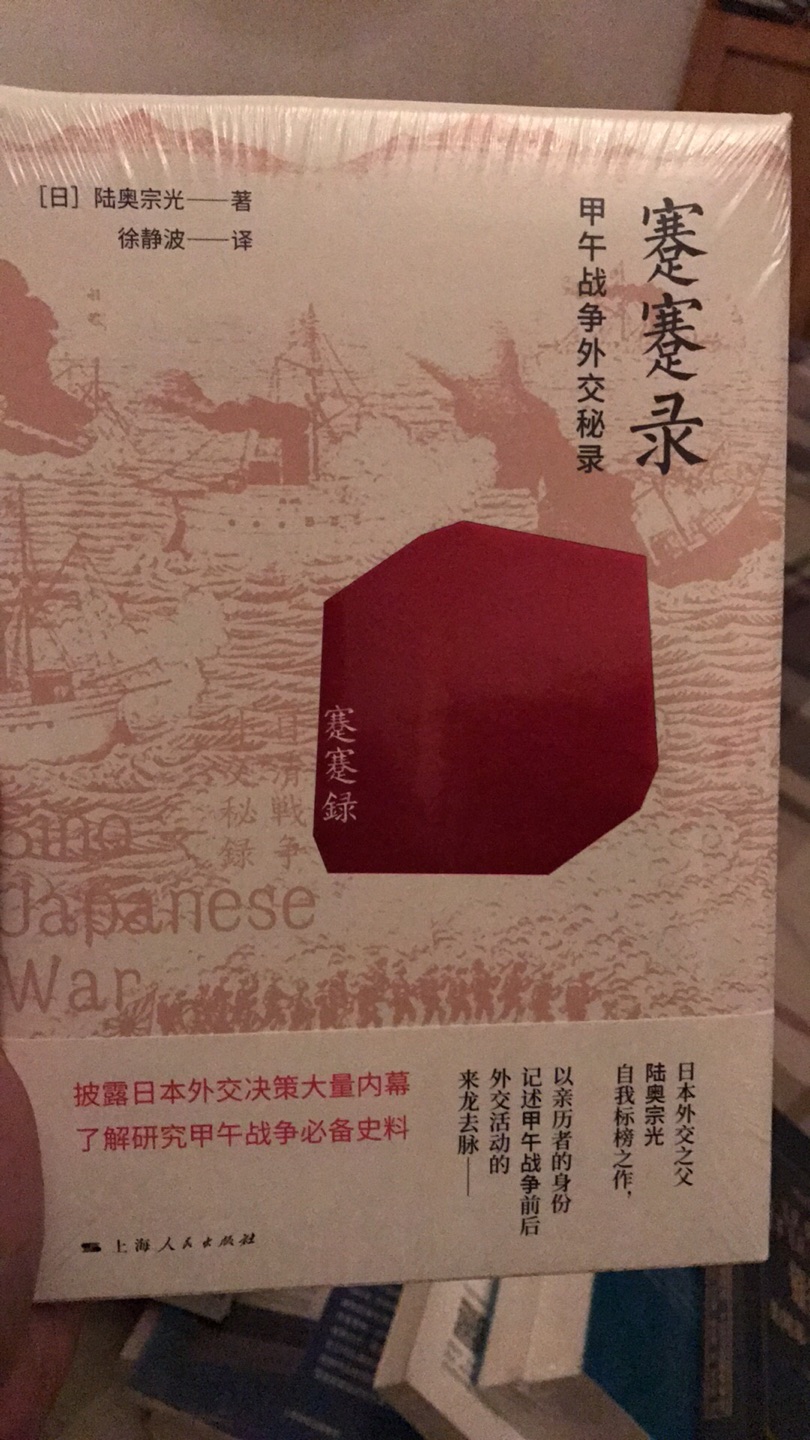 [日] 陆奥宗光——著
徐静波——译
蹇蹇录
甲午战争外交秘录
蹇蹇録
日清戦争
外交秘録
Sino
Japanese
War
披露日本外交决策大量内幕
了解研究甲午战争必备史料
日本外交之父
陆奥宗光
自我标榜之作，
以亲历者的身份
记述甲午战争前后
外交活动的
来龙去脉——
上海人民出版社